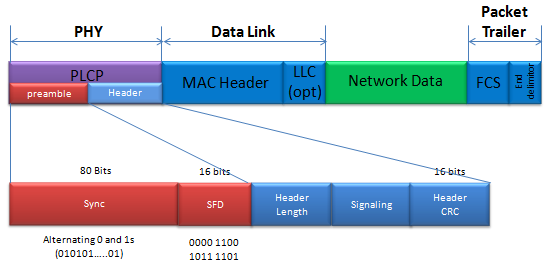 PHY
Data Link
Packet
Trailer
PLCP
preamble
Header
MAC Header
LLC
(opt)
Network Data
FCS
End
delimitor
80 Bits
16 Bits
16 bits
Sync
SFD
Header
Length
Signaling
Header
CRC
Alternating 0 and 1s
(010101.....01)
0000 1100
1011 1101